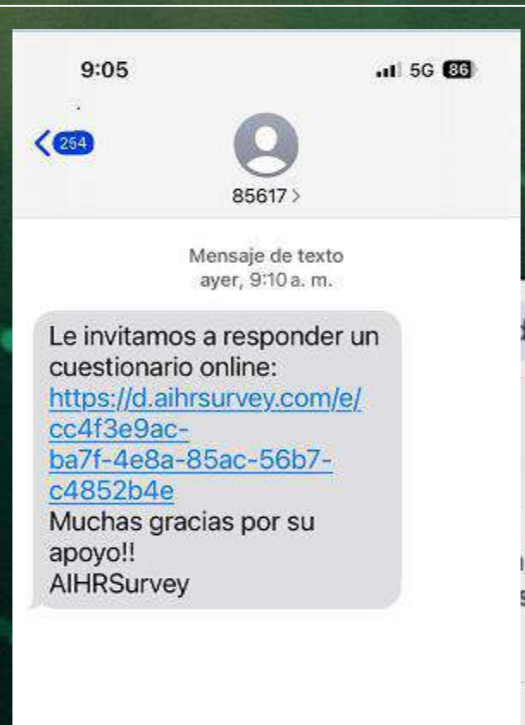 9:05
5G 86
254
85617 >
Mensaje de texto
ayer, 9:10 a. m.
Le invitamos a responder un
cuestionario online:
https://d.aihrsurvey.com/e/
cc4f3e9ac-
ba7f-4e8a-85ac-56b7-
c4852b4e
Muchas gracias por su
apoyo!!
AIHRSurvey